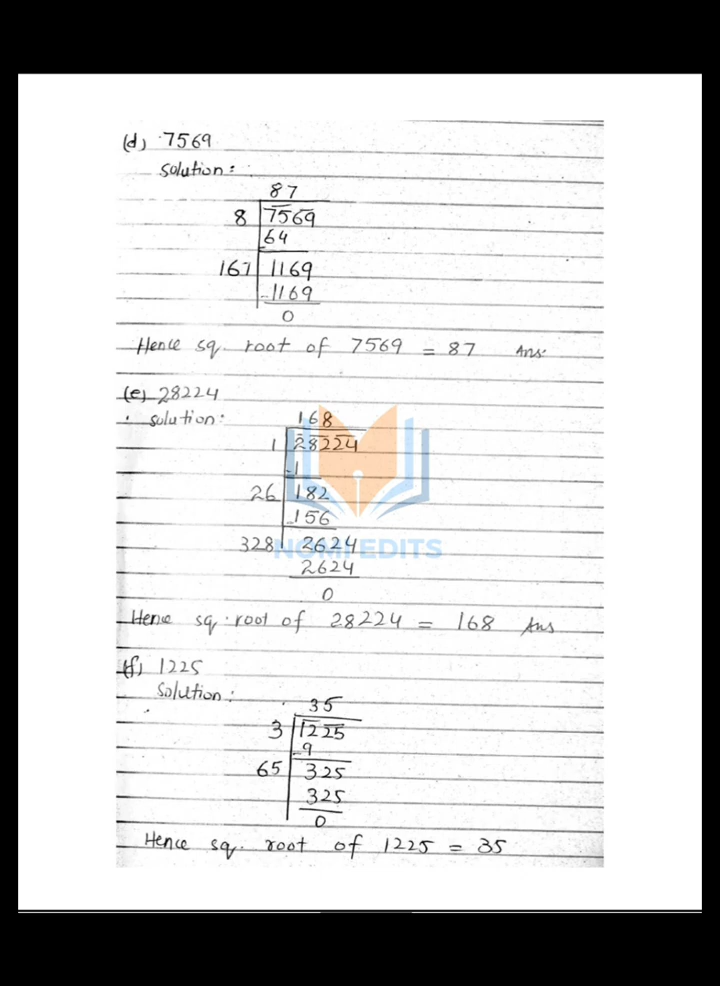 (d) 7569
Solution :
87
8 7569
64
167 1169
-1169
0
Hence sq. root of 7569 = 87 Ans.
(e) 28224
solution :
168
1 28224
-1
26 182
-156
328 2624
2624
0
Hence sq. root of 28224 = 168 Ans
NOMI EDITS
(f) 1225
Solution :
35
3 1225
-9
65 325
325
0
Hence sq. root of 1225 = 35